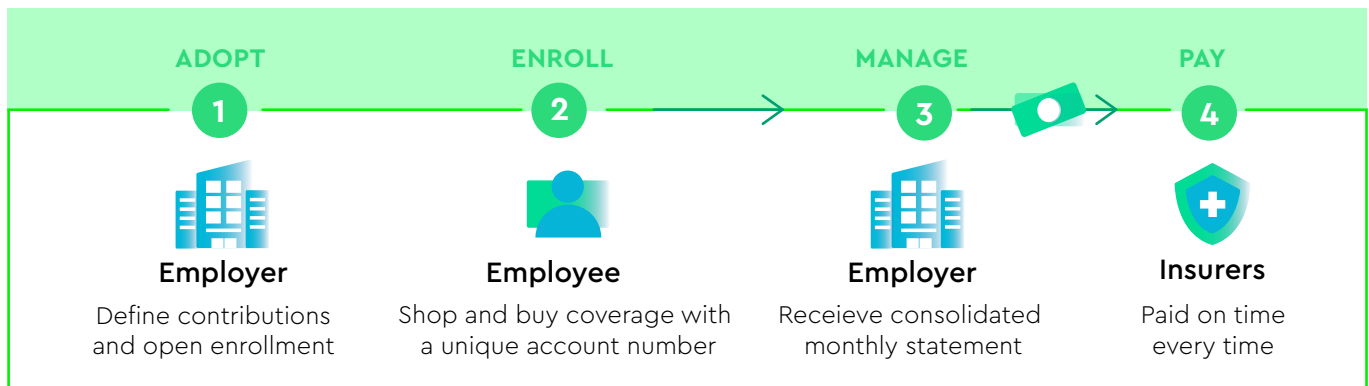 ADOPT
ENROLL
MANAGE
PAY
1
2
3
4
Employer
Employee
Employer
Insurers
Define contributions
and open enrollment
Shop and buy coverage with
a unique account number
Receieve consolidated
monthly statement
Paid on time
every time